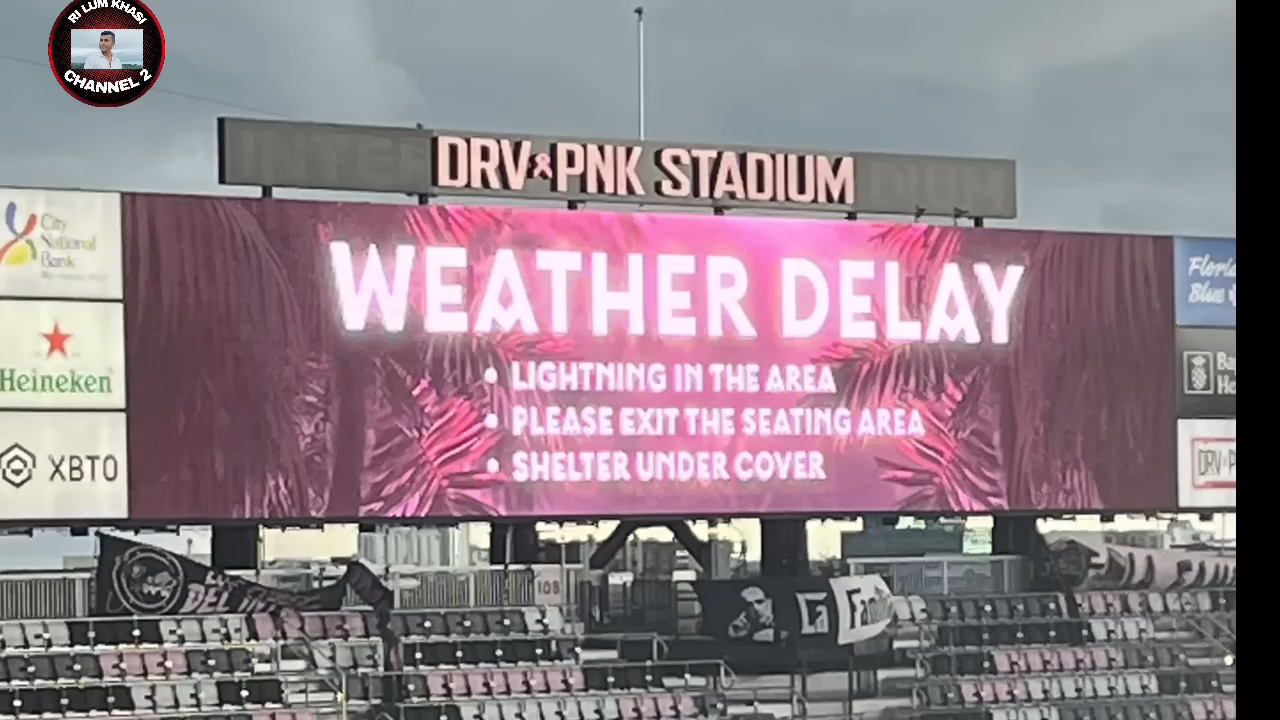 RI LUM KHASI
CHANNEL 2
DRV PNK STADIUM
City
National
Bank
WEATHER DELAY
• LIGHTNING IN THE AREA
• PLEASE EXIT THE SEATING AREA
• SHELTER UNDER COVER
Heineken
XBTO
Blue
108